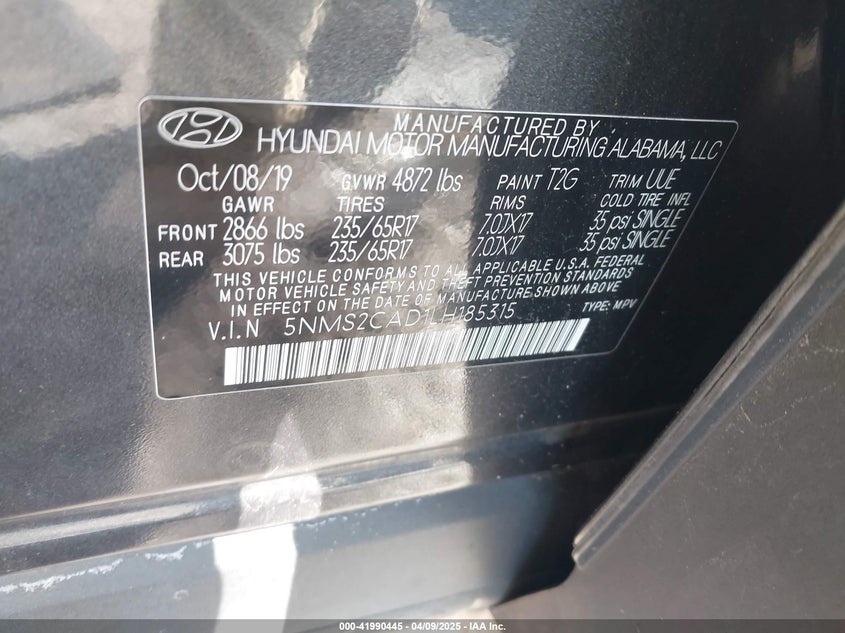 MANUFACTURED BY
HYUNDAI MOTOR MANUFACTURING ALABAMA, LLC
Oct/08/19 GVWR 4872 lbs PAINT T2G TRIM UUE
GAWR TIRES RIMS COLD TIRE INFL
FRONT 2866 lbs 235/65R17 7.0JX17 35 psi SINGLE
REAR 3075 lbs 235/65R17 7.0JX17 35 psi SINGLE
THIS VEHICLE CONFORMS TO ALL APPLICABLE U.S.A. FEDERAL
MOTOR VEHICLE SAFETY AND THEFT PREVENTION STANDARDS
IN EFFECT ON THE DATE OF MANUFACTURE SHOWN ABOVE
V.I.N 5NMS2CAD1LH185315 TYPE: MPV
000-41990445 - 04/09/2025 - IAA Inc.